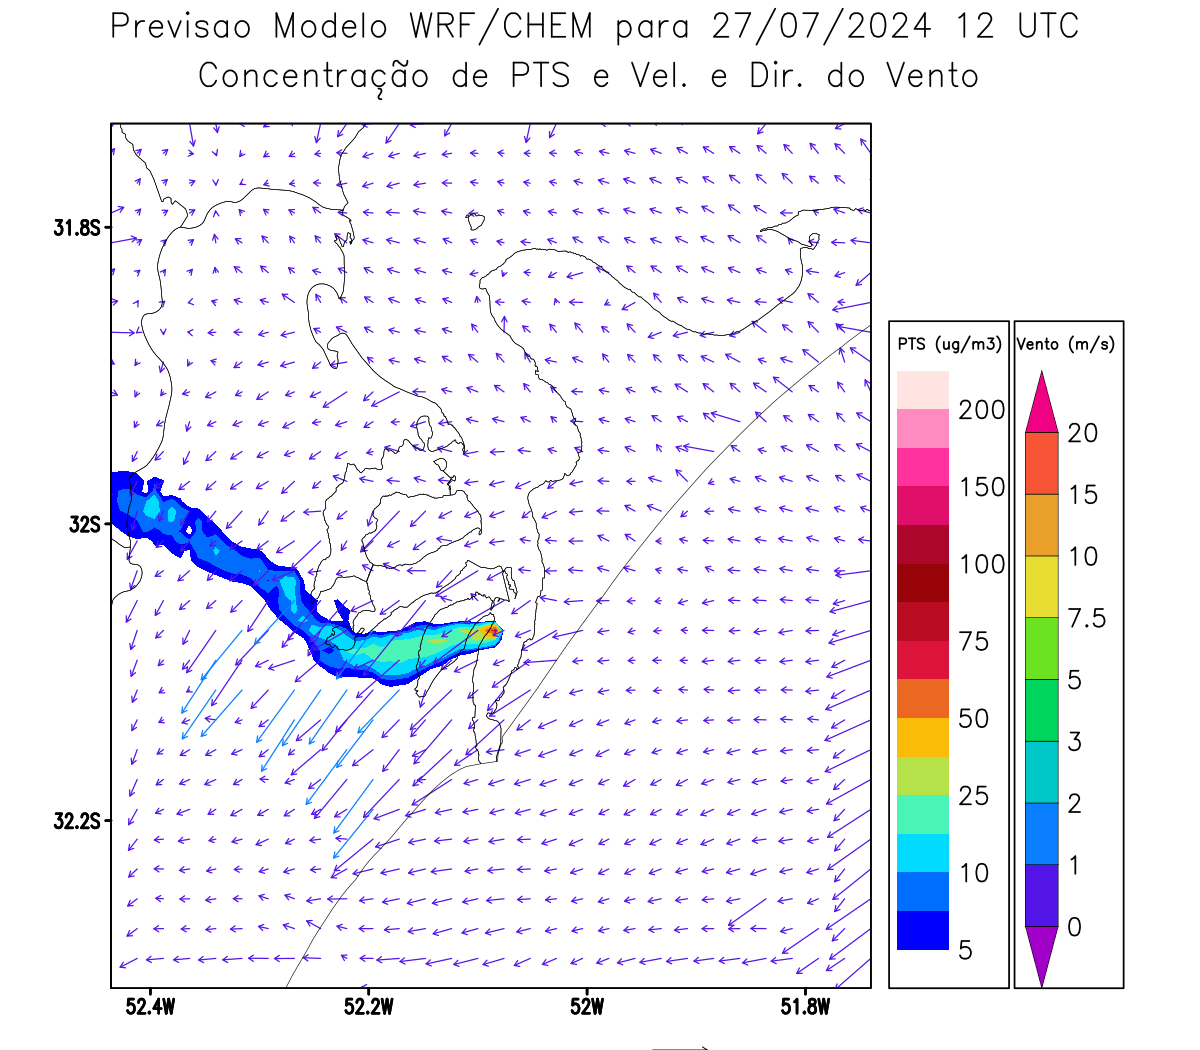 Previsao Modelo WRF/CHEM para 27/07/2024 12 UTC
Concentração de PTS e Vel. e Dir. do Vento
31.8S
32S
32.2S
52.4W 52.2W 52W 51.8W
PTS (ug/m3)
200
150
100
75
50
25
10
5
Vento (m/s)
20
15
10
7.5
5
3
2
1
0